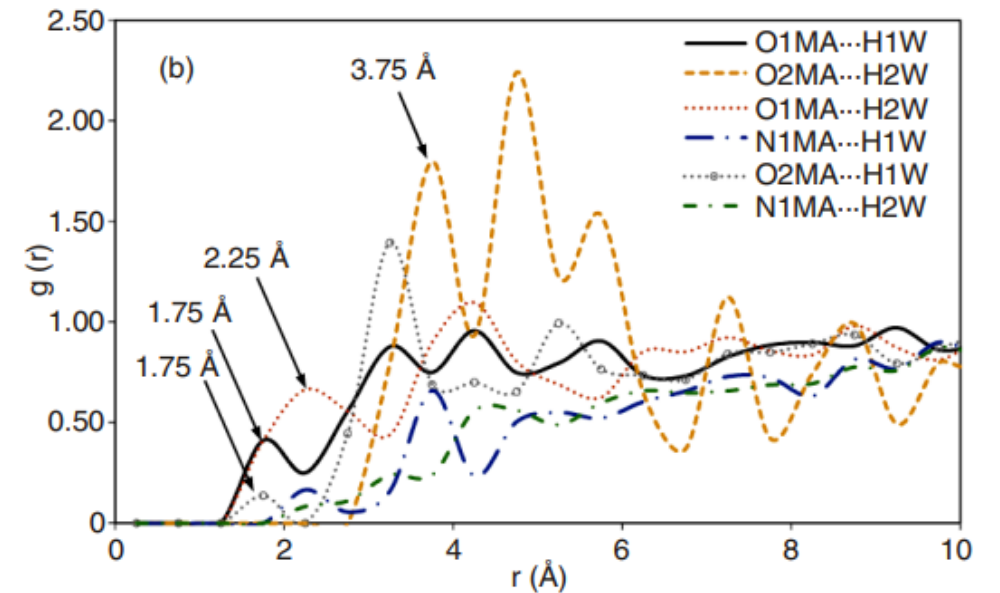 2.50
(b)
3.75 Å
O1MA···H1W
O2MA···H2W
O1MA···H2W
N1MA···H1W
O2MA···H1W
N1MA···H2W
2.00
1.50
2.25 Å
1.75 Å
1.00
1.75 Å
0.50
0
g (r)
0 2 4 6 8 10
r (Å)